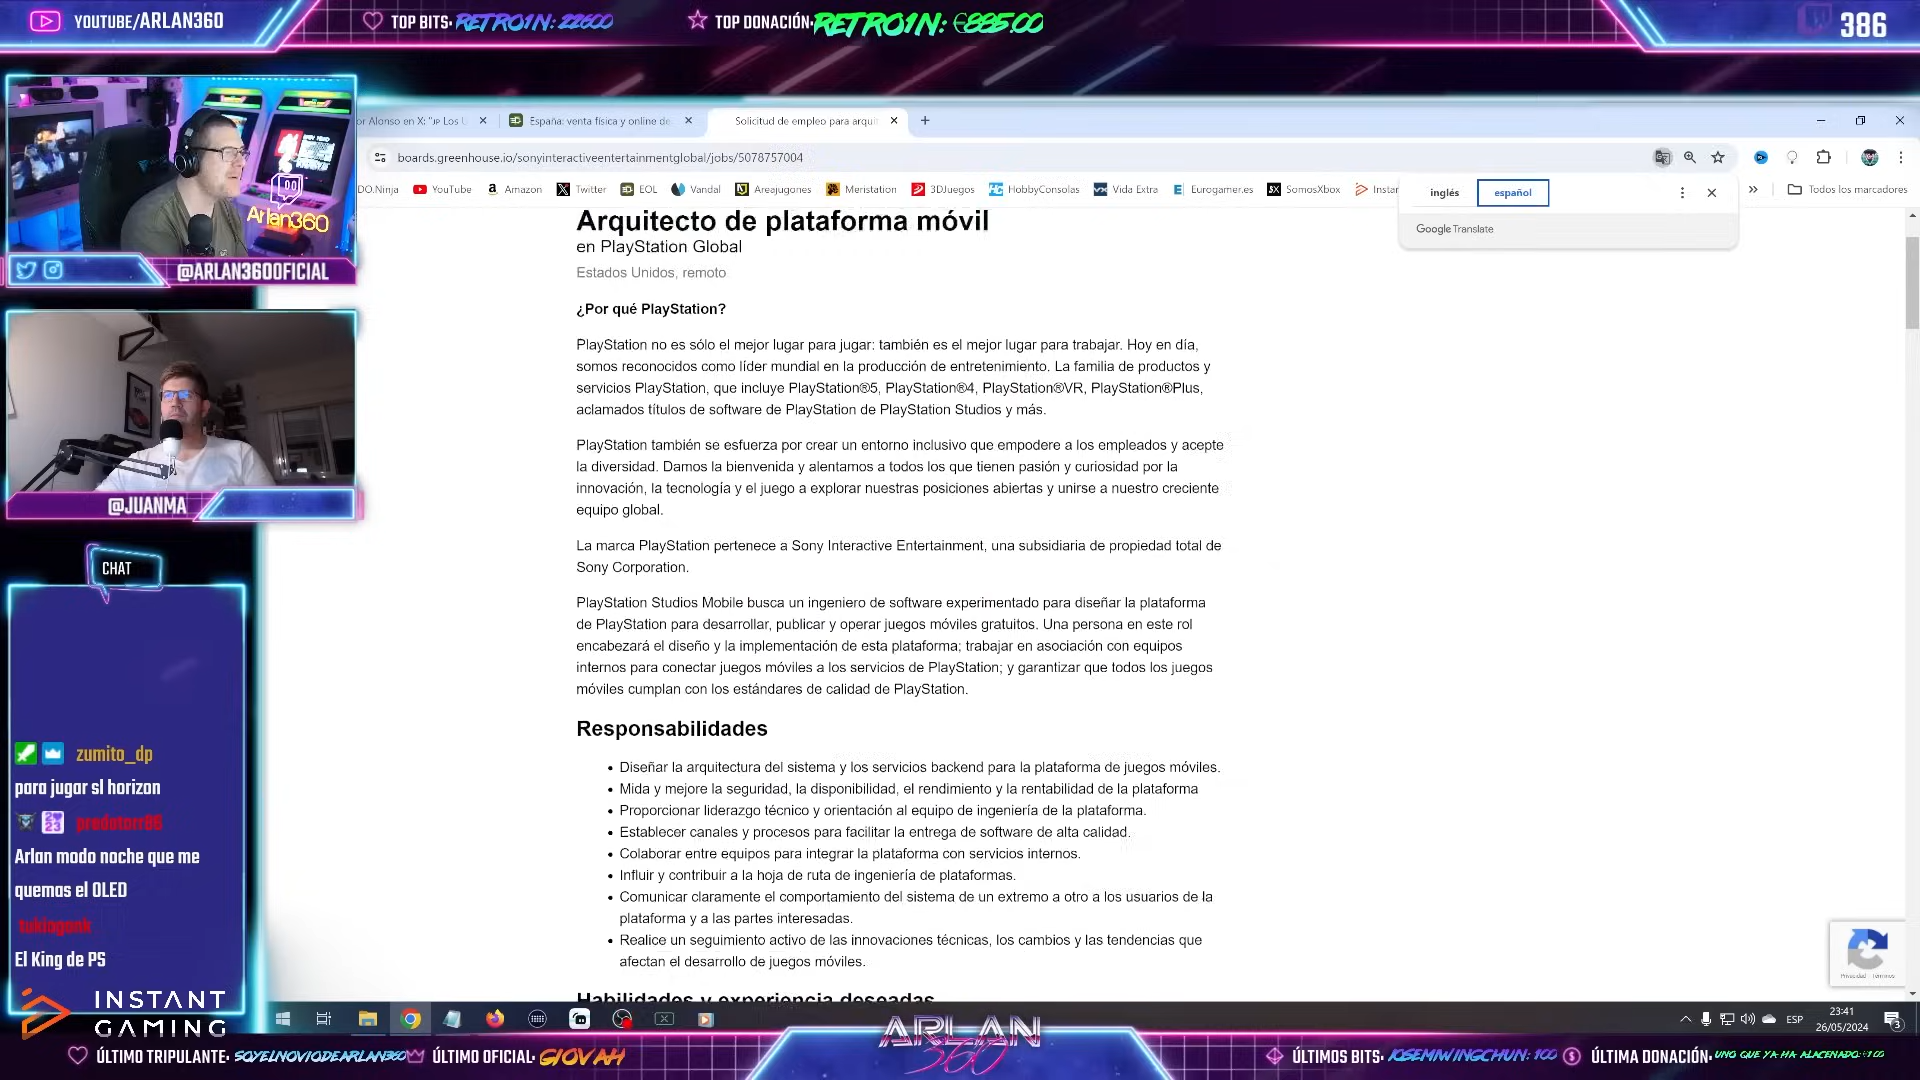 YOUTUBE/ARLAN360
TOP BITS: RETRO1N: 22600
TOP DONACIÓN: RETRO1N: €885.00
386
Arlan360
@ARLAN360OFICIAL
@JUANMA
CHAT
zumito_dp
para jugar sl horizon
predatorr86
Arlan modo noche que me
quemas el OLED
tukiogonk
El King de PS
INSTANT
GAMING
or Alonso en X: "JP Los U
España: venta física y online de
Solicitud de empleo para arquit
boards.greenhouse.io/sonyinteractiveentertainmentglobal/jobs/5078757004
DO.Ninja YouTube Amazon Twitter EOL Vandal Areajugones Meristation 3DJuegos HobbyConsolas Vida Extra Eurogamer.es SomosXbox Instar
Todos los marcadores
inglés español
Google Translate
Arquitecto de plataforma móvil
en PlayStation Global
Estados Unidos, remoto
¿Por qué PlayStation?
PlayStation no es sólo el mejor lugar para jugar: también es el mejor lugar para trabajar. Hoy en día,
somos reconocidos como líder mundial en la producción de entretenimiento. La familia de productos y
servicios PlayStation, que incluye PlayStation®5, PlayStation®4, PlayStation®VR, PlayStation®Plus,
aclamados títulos de software de PlayStation de PlayStation Studios y más.
PlayStation también se esfuerza por crear un entorno inclusivo que empodere a los empleados y acepte
la diversidad. Damos la bienvenida y alentamos a todos los que tienen pasión y curiosidad por la
innovación, la tecnología y el juego a explorar nuestras posiciones abiertas y unirse a nuestro creciente
equipo global.
La marca PlayStation pertenece a Sony Interactive Entertainment, una subsidiaria de propiedad total de
Sony Corporation.
PlayStation Studios Mobile busca un ingeniero de software experimentado para diseñar la plataforma
de PlayStation para desarrollar, publicar y operar juegos móviles gratuitos. Una persona en este rol
encabezará el diseño y la implementación de esta plataforma; trabajar en asociación con equipos
internos para conectar juegos móviles a los servicios de PlayStation; y garantizar que todos los juegos
móviles cumplan con los estándares de calidad de PlayStation.
Responsabilidades
Diseñar la arquitectura del sistema y los servicios backend para la plataforma de juegos móviles.
Mida y mejore la seguridad, la disponibilidad, el rendimiento y la rentabilidad de la plataforma
Proporcionar liderazgo técnico y orientación al equipo de ingeniería de la plataforma.
Establecer canales y procesos para facilitar la entrega de software de alta calidad.
Colaborar entre equipos para integrar la plataforma con servicios internos.
Influir y contribuir a la hoja de ruta de ingeniería de plataformas.
Comunicar claramente el comportamiento del sistema de un extremo a otro a los usuarios de la
plataforma y a las partes interesadas.
Realice un seguimiento activo de las innovaciones técnicas, los cambios y las tendencias que
afectan el desarrollo de juegos móviles.
Habilidades y experiencia deseadas
Privacidad Términos
ESP
23:41
26/05/2024
3
ARLAN
360
ÚLTIMO TRIPULANTE: SOYELNOVIODEARLAN360
ÚLTIMO OFICIAL: GIOVAH
ÚLTIMOS BITS: JOSEMIWINGCHUN: 100
ÚLTIMA DONACIÓN: UNO QUE YA HA ALACENADO: